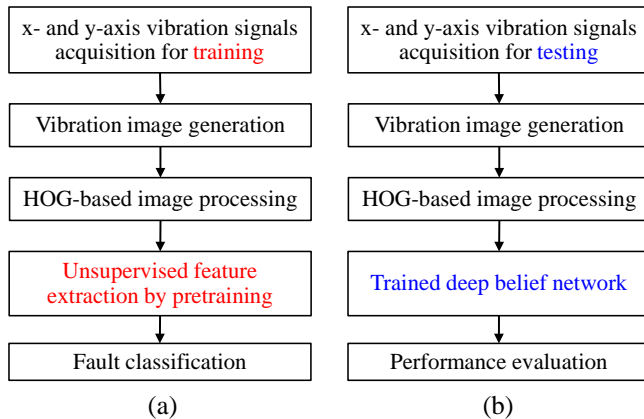 x- and y-axis vibration signals
acquisition for training
Vibration image generation
HOG-based image processing
Unsupervised feature
extraction by pretraining
Fault classification
(a)
x- and y-axis vibration signals
acquisition for testing
Vibration image generation
HOG-based image processing
Trained deep belief network
Performance evaluation
(b)